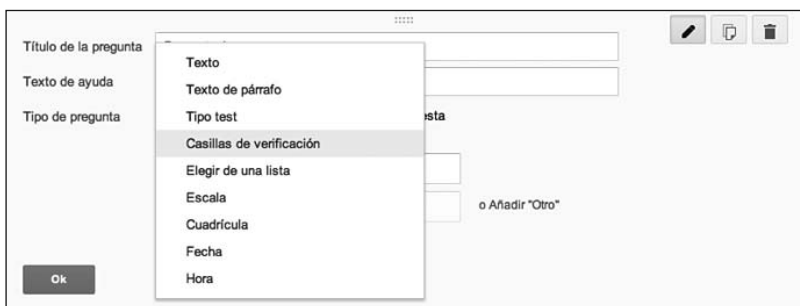 Título de la pregunta
Texto de ayuda
Tipo de pregunta
Texto
Texto de párrafo
Tipo test
Casillas de verificación
Elegir de una lista
Escala
Cuadrícula
Fecha
Hora
o Añadir "Otro"
Ok